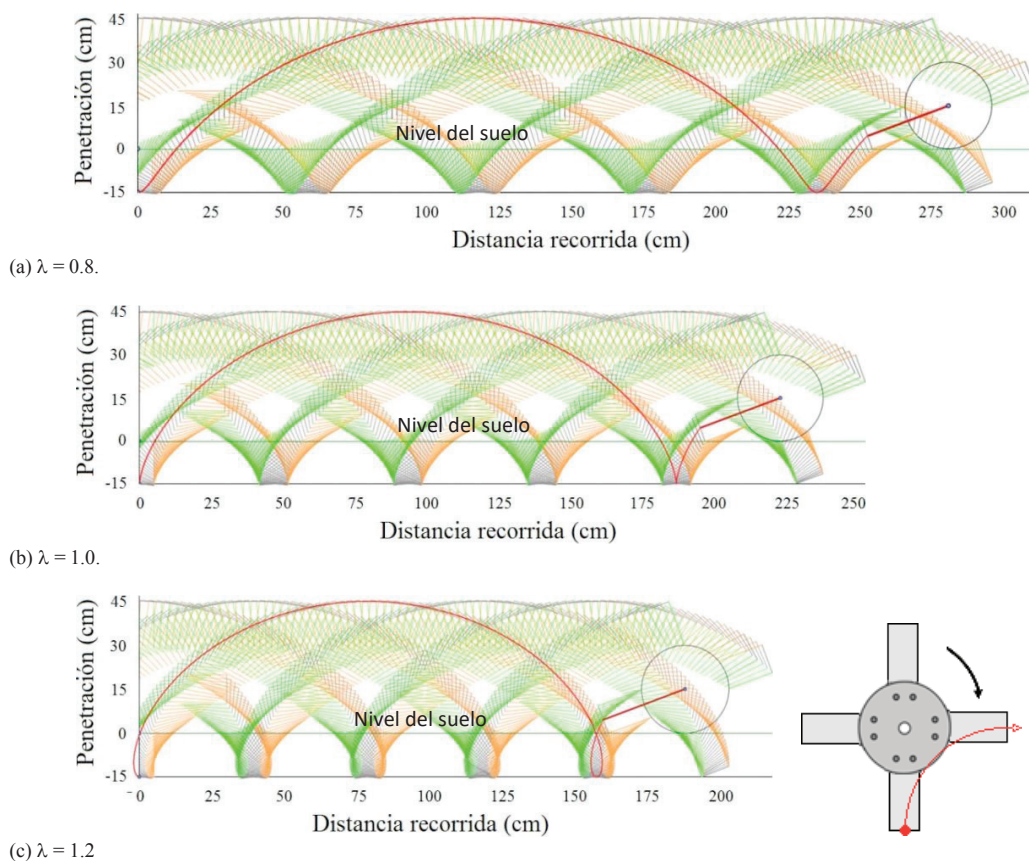 Penetración (cm)
45
30
15
0
-15
Nivel del suelo
0 25 50 75 100 125 150 175 200 225 250 275 300
Distancia recorrida (cm)
(a) λ = 0.8.
Penetración (cm)
45
30
15
0
-15
Nivel del suelo
0 25 50 75 100 125 150 175 200 225 250
Distancia recorrida (cm)
(b) λ = 1.0.
Penetración (cm)
45
30
15
0
-15
Nivel del suelo
0 25 50 75 100 125 150 175 200
Distancia recorrida (cm)
(c) λ = 1.2